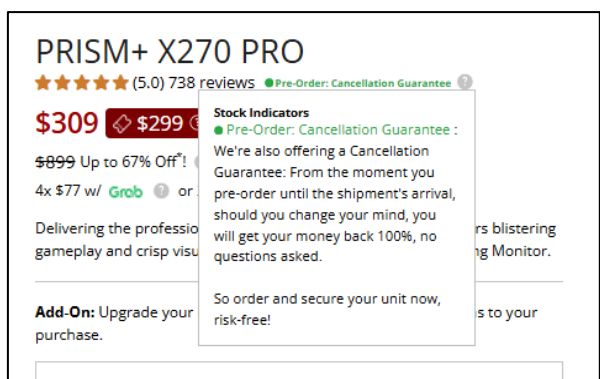 PRISM+ X270 PRO
(5.0) 738 reviews ●Pre-Order: Cancellation Guarantee ?
$309 $299
$899 Up to 67% Off*!
4x $77 w/ Grab ? or
Delivering the
gameplay and crisp
rs blistering
ng Monitor.
Add-On: Upgrade your
s to your
purchase.
Stock Indicators
● Pre-Order: Cancellation Guarantee :
We're also offering a Cancellation
Guarantee: From the moment you
pre-order until the shipment's arrival,
should you change your mind, you
will get your money back 100%, no
questions asked.
So order and secure your unit now,
risk-free!